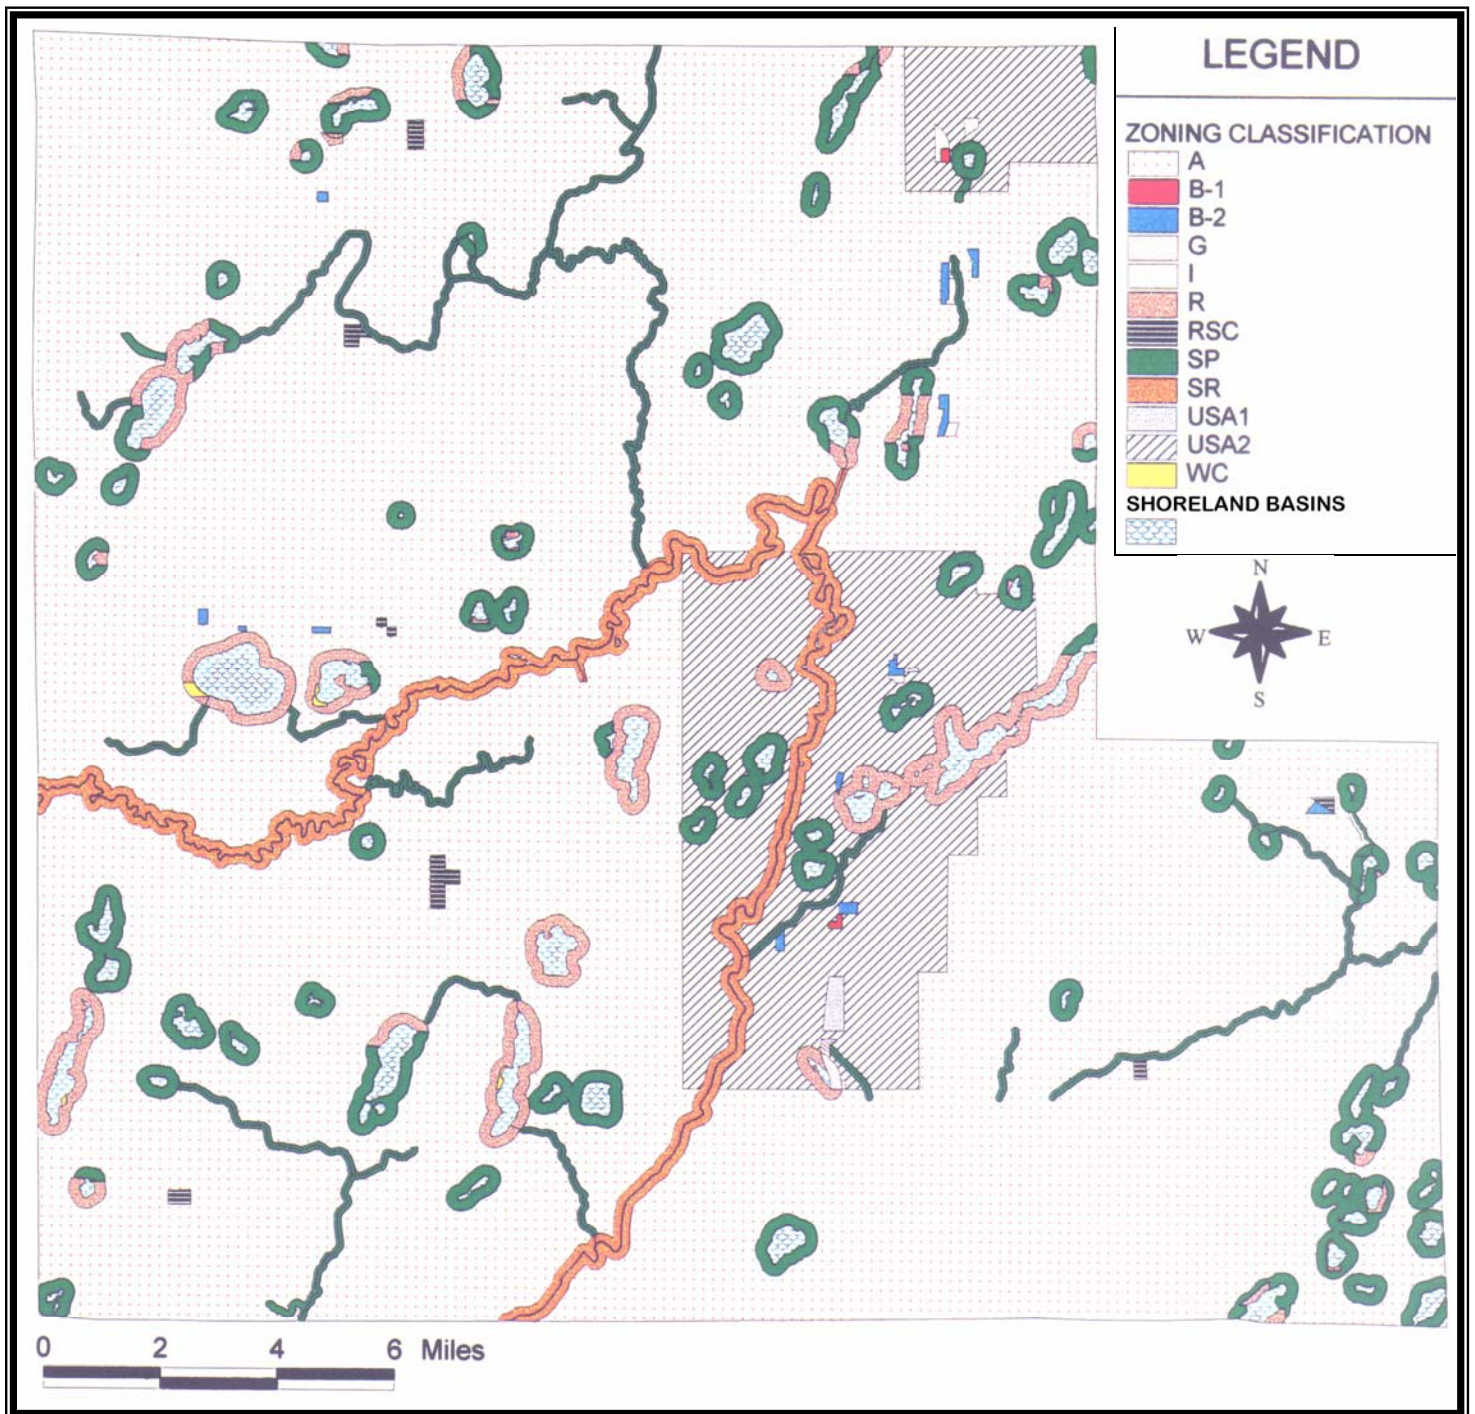 LEGEND
ZONING CLASSIFICATION
A
B-1
B-2
G
I
R
RSC
SP
SR
USA1
USA2
WC
SHORELAND BASINS
N
W E
S
0 2 4 6 Miles